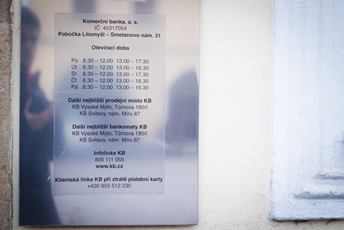 Komerční banka, a. s.
IČ: 45317054
Pobočka Litomyšl – Smetanovo nám. 31
Otevírací doba
Po 8.30 – 12.00 13.00 – 17.30
Út 8.30 – 12.00 13.00 – 16.30
St 8.30 – 12.00 13.00 – 17.30
Čt 8.30 – 12.00 13.00 – 16.30
Pá 8.30 – 12.00 13.00 – 16.30
Další nejbližší prodejní místo KB
KB Vysoké Mýto, Tůmova 180/I
KB Svitavy, nám. Míru 87
Další nejbližší bankomaty KB
KB Vysoké Mýto, Tůmova 180/I
KB Svitavy, nám. Míru 87
Infolinka KB
800 111 055
www.kb.cz
Klientská linka KB při ztrátě platební karty
+420 955 512 230